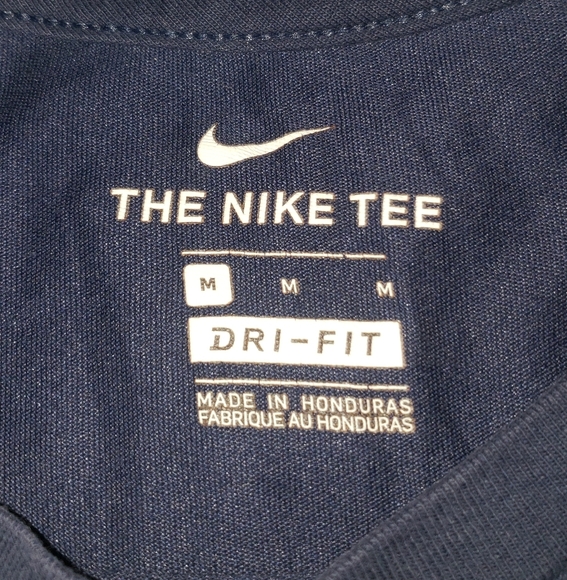 THE NIKE TEE
M M M
DRI-FIT
MADE IN HONDURAS
FABRIQUE AU HONDURAS